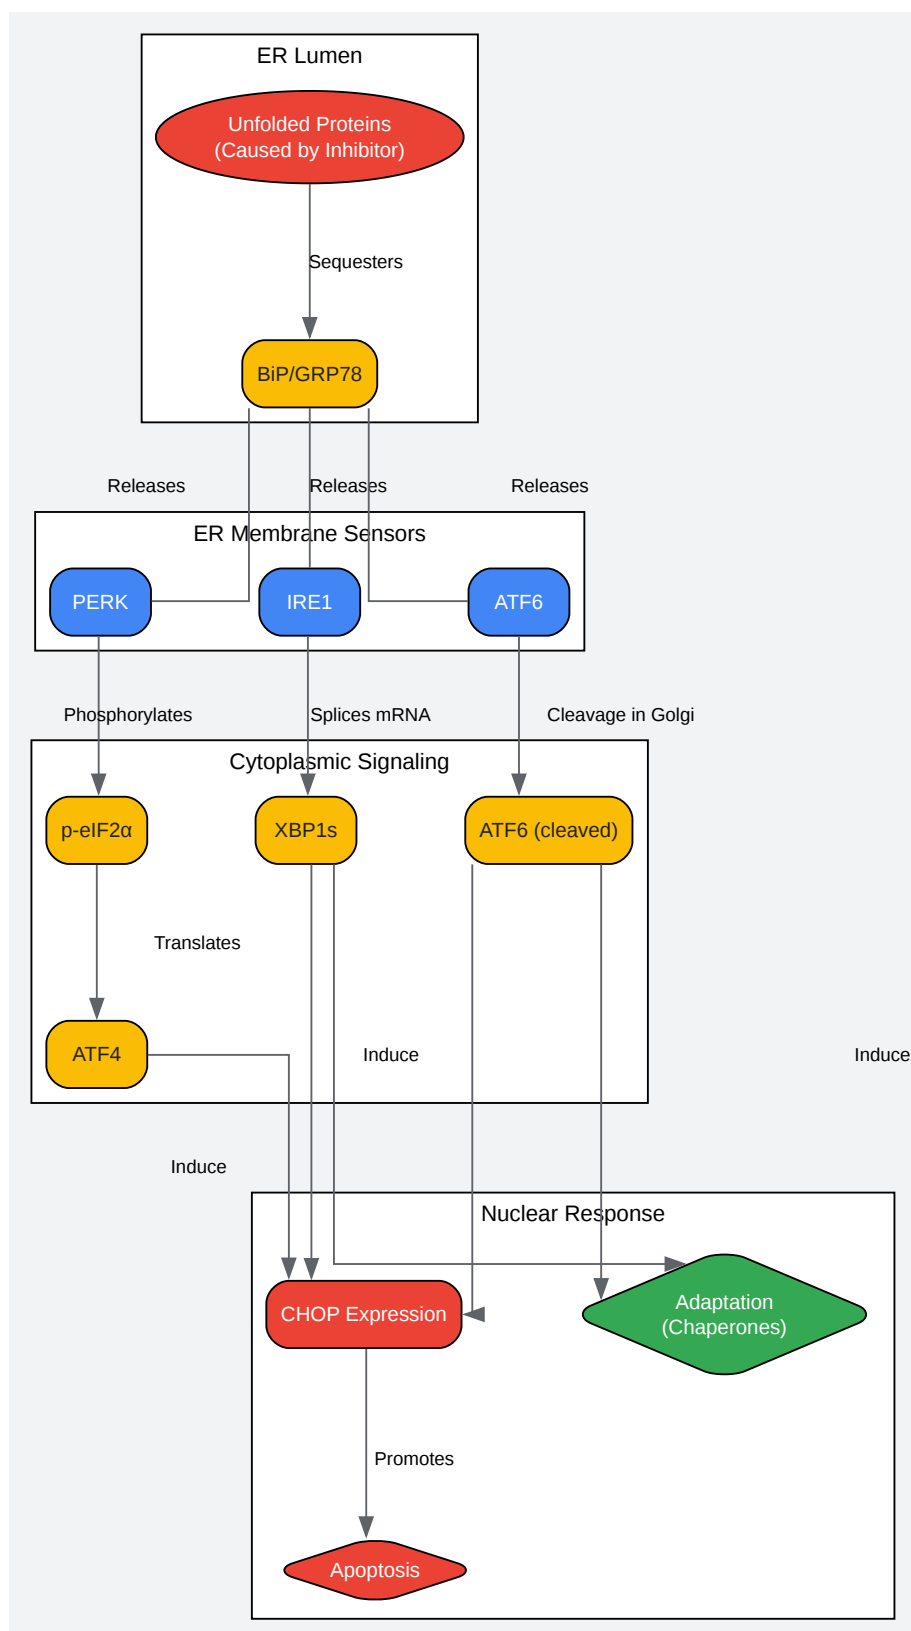 ER Lumen
Unfolded Proteins
(Caused by Inhibitor)
Sequesters
BiP/GRP78
Releases
Releases
Releases
ER Membrane Sensors
PERK
IRE1
ATF6
Phosphorylates
Splices mRNA
Cleavage in Golgi
Cytoplasmic Signaling
p-eIF2α
XBP1s
ATF6 (cleaved)
Translates
ATF4
Induce
Induce
Induce
Nuclear Response
CHOP Expression
Adaptation
(Chaperones)
Promotes
Apoptosis